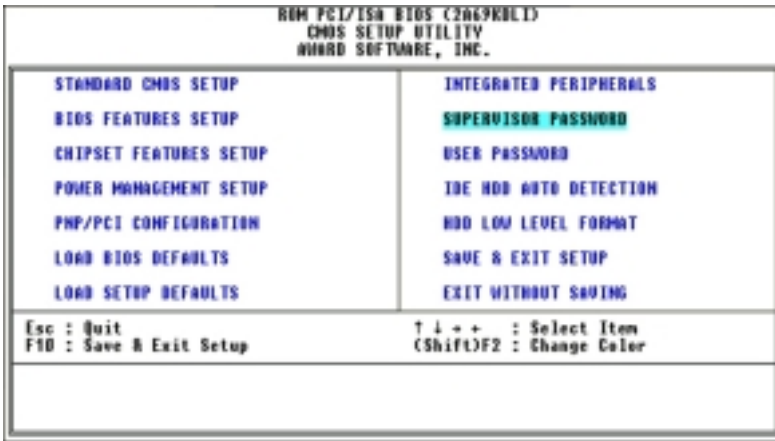 ROM PCI/ISA BIOS (2A69KDLI)
CMOS SETUP UTILITY
AWARD SOFTWARE, INC.
STANDARD CMOS SETUP
BIOS FEATURES SETUP
CHIPSET FEATURES SETUP
POWER MANAGEMENT SETUP
PNP/PCI CONFIGURATION
LOAD BIOS DEFAULTS
LOAD SETUP DEFAULTS
INTEGRATED PERIPHERALS
SUPERVISOR PASSWORD
USER PASSWORD
IDE HDD AUTO DETECTION
HDD LOW LEVEL FORMAT
SAVE & EXIT SETUP
EXIT WITHOUT SAVING
Esc : Quit
F10 : Save & Exit Setup
↑ ↓ → ← : Select Item
(Shift)F2 : Change Color